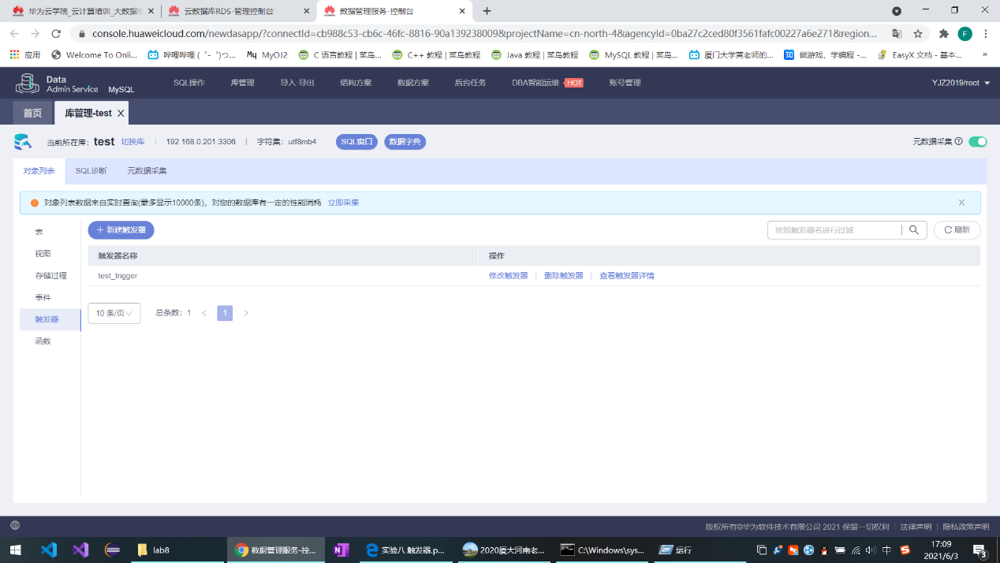 华为云学院_云计算培训_大数据培
云数据库RDS-管理控制台
数据管理服务-控制台
console.huaweicloud.com/newdasapp/?connectId=cb988c53-cb6c-46fc-8816-90a139238009&projectName=cn-north-4&agencyId=0ba27c2ced80f3561fafc00227a6e271&region...
F
应用
Welcome To Onli...
哔哩哔哩 ( ゜- ゜)つ...
MyOJ2
C 语言教程 | 菜鸟...
C++ 教程 | 菜鸟教程
Java 教程 | 菜鸟教程
MySQL 教程 | 菜鸟...
厦门大学黄老师的...
知 做游戏，学编程 -...
EasyX 文档 - 基本...
»
Data
Admin Service MySQL
SQL操作
库管理
导入·导出
结构方案
数据方案
后台任务
DBA智能运维 HOT
账号管理
YJZ2019/root
首页
库管理-test
当前所在库: test 切换库 | 192.168.0.201:3306 | 字符集: utf8mb4
SQL窗口
数据字典
元数据采集
对象列表
SQL诊断
元数据采集
对象列表数据来自实时查询(最多显示10000条)，对您的数据库有一定的性能消耗 立即采集
表
视图
存储过程
事件
触发器
函数
+ 新建触发器
按照触发器名进行过滤
刷新
触发器名称
操作
test_trigger
修改触发器 | 删除触发器 | 查看触发器详情
10 条/页
总条数: 1 < 1 >
版权所有©华为软件技术有限公司 2021 保留一切权利 | 法律声明 | 隐私政策声明
lab8
数据管理服务-控...
实验八 触发器.p...
2020厦大河南老...
C:\Windows\sys...
运行
中
17:09
2021/6/3
3